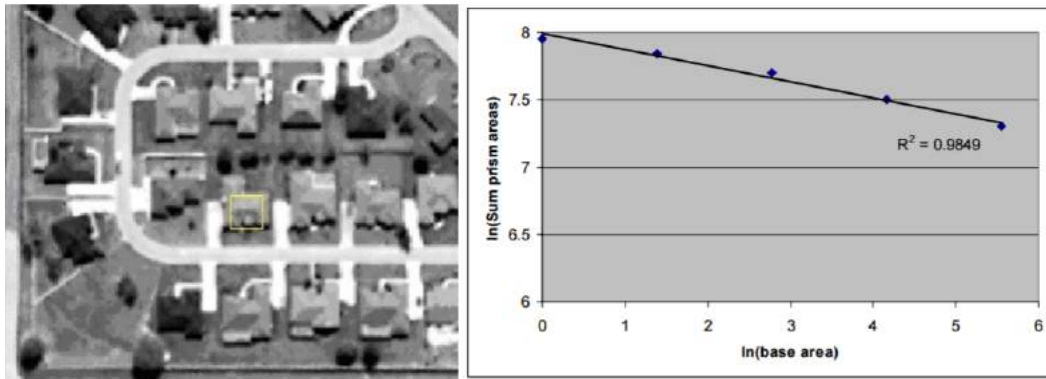 8
7.5
7
6.5
6
0 1 2 3 4 5 6
ln(Sum prism areas)
ln(base area)
R² = 0.9849